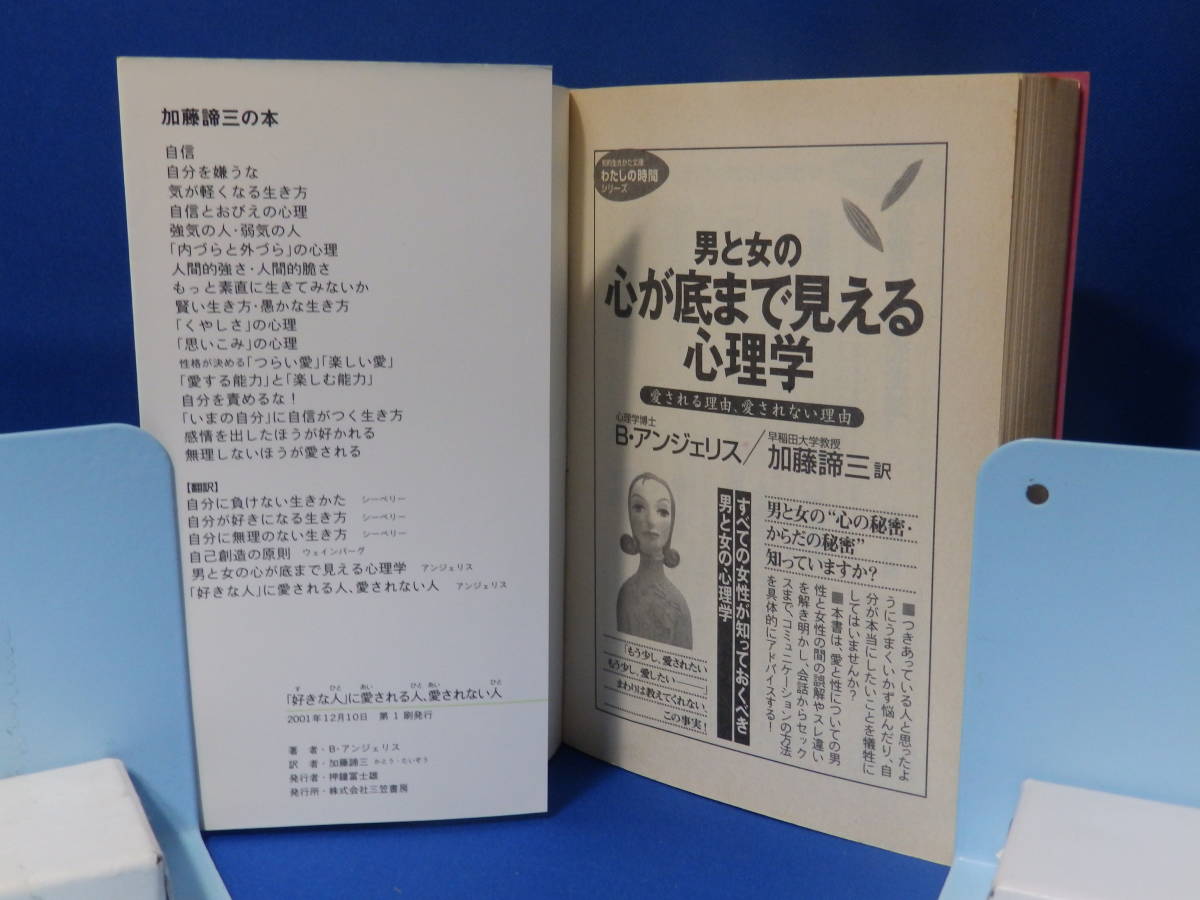 加藤諦三の本
自信
自分を嫌うな
気が軽くなる生き方
自信とおびえの心理
強気の人・弱気の人
「内づらと外づら」の心理
人間的強さ・人間的脆さ
もっと素直に生きてみないか
賢い生き方・愚かな生き方
「くやしさ」の心理
「思いこみ」の心理
性格が決める「つらい愛」「楽しい愛」
「愛する能力」と「楽しむ能力」
自分を責めるな！
「いまの自分」に自信がつく生き方
感情を出したほうが好かれる
無理しないほうが愛される
【翻訳】
自分に負けない生きかた シーベリー
自分が好きになる生き方 シーベリー
自分に無理のない生き方 シーベリー
自己創造の原則 ウェインバーグ
男と女の心が底まで見える心理学 アンジェリス
「好きな人」に愛される人、愛されない人 アンジェリス
す ひと あい ひと あい ひと
「好きな人」に愛される人、愛されない人
2001年12月10日 第1刷発行
著 者・B・アンジェリス
訳 者・加藤諦三 かとう・たいぞう
発行者・押鐘冨士雄
発行所・株式会社三笠書房
知的生きかた文庫
わたしの時間
シリーズ
男と女の
心が底まで見える
心理学
愛される理由、愛されない理由
心理学博士
B・アンジェリス／
早稲田大学教授
加藤諦三 訳
男と女の“心の秘密・
からだの秘密”
知っていますか？
■つきあっている人と思ったよ
うにうまくいかず悩んだり、自
分が本当にしたいことを犠牲に
してはいませんか？
■本書は、愛と性についての男
性と女性の間の誤解やズレ違い
を解き明かし、会話からセック
スまで、コミュニケーションの方法
を具体的にアドバイスする！
すべての女性が知っておくべき
男と女の心理学
「もう少し、愛されたい
もう少し、愛したい――」
まわりは教えてくれない
この事実！